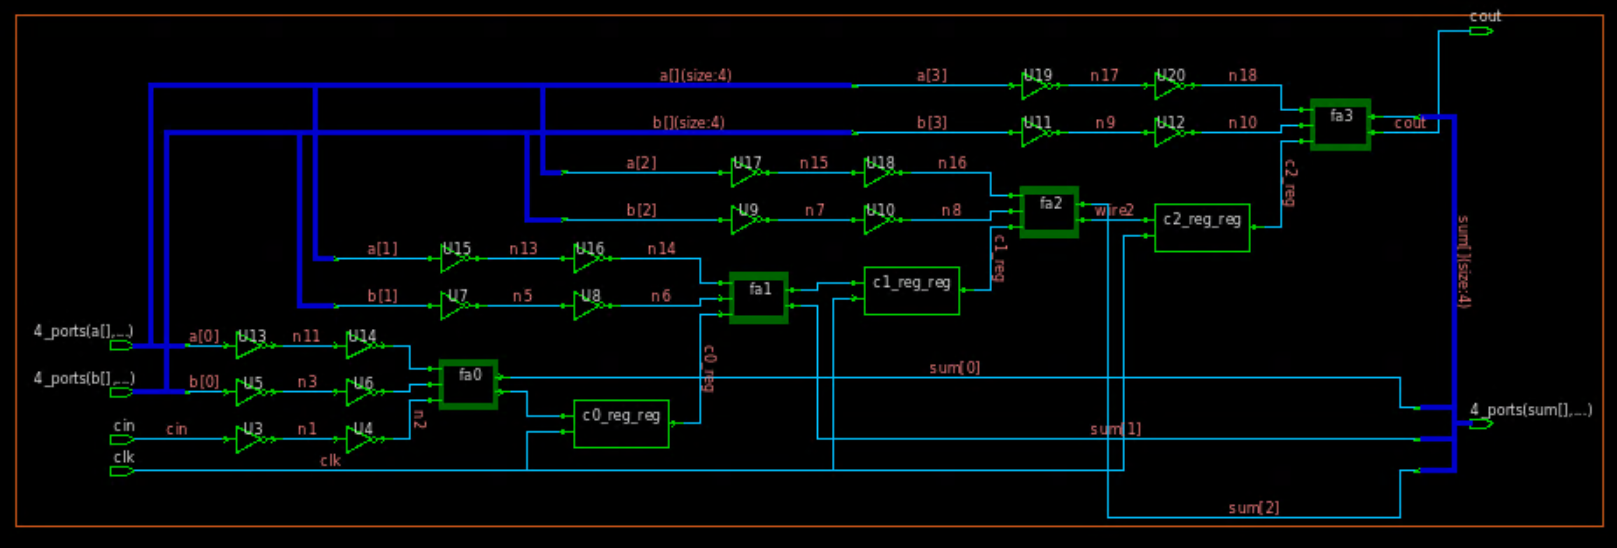 cout
a[](size:4)
a[3]
U19
n17
U20
n18
b[](size:4)
b[3]
U11
n9
U12
n10
fa3
cout
a[2]
U17
n15
U18
n16
c2_reg
b[2]
U9
n7
U10
n8
fa2
wire2
c2_reg_reg
a[1]
U15
n13
U16
n14
c1_reg
sum[](size:4)
b[1]
U7
n5
U8
n6
fa1
c1_reg_reg
4_ports(a[],...)
a[0]
U13
n11
U14
c0_reg
4_ports(b[],...)
b[0]
U5
n3
U6
fa0
sum[0]
cin
cin
U3
n1
U4
n2
c0_reg_reg
sum[1]
4_ports(sum[],...)
clk
clk
sum[2]